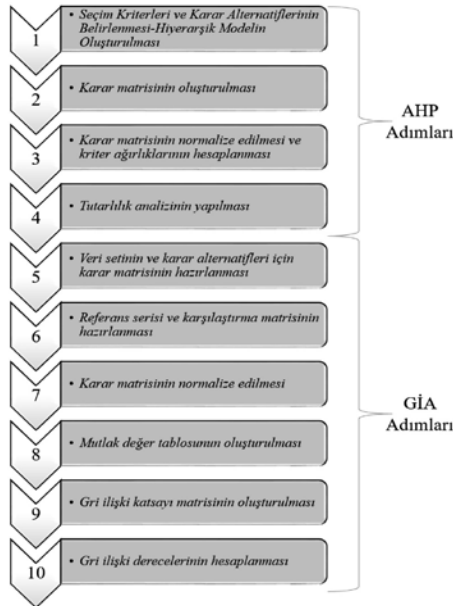 1
• Seçim Kriterleri ve Karar Alternatiflerinin
Belirlenmesi-Hiyerarşik Modelin
Oluşturulması
2
• Karar matrisinin oluşturulması
3
• Karar matrisinin normalize edilmesi ve
kriter ağırlıklarının hesaplanması
4
• Tutarlılık analizinin yapılması
AHP
Adımları
5
• Veri setinin ve karar alternatifleri için
karar matrisinin hazırlanması
6
• Referans serisi ve karşılaştırma matrisinin
hazırlanması
7
• Karar matrisinin normalize edilmesi
8
• Mutlak değer tablosunun oluşturulması
9
• Gri ilişki katsayı matrisinin oluşturulması
10
• Gri ilişki derecelerinin hesaplanması
GİA
Adımları